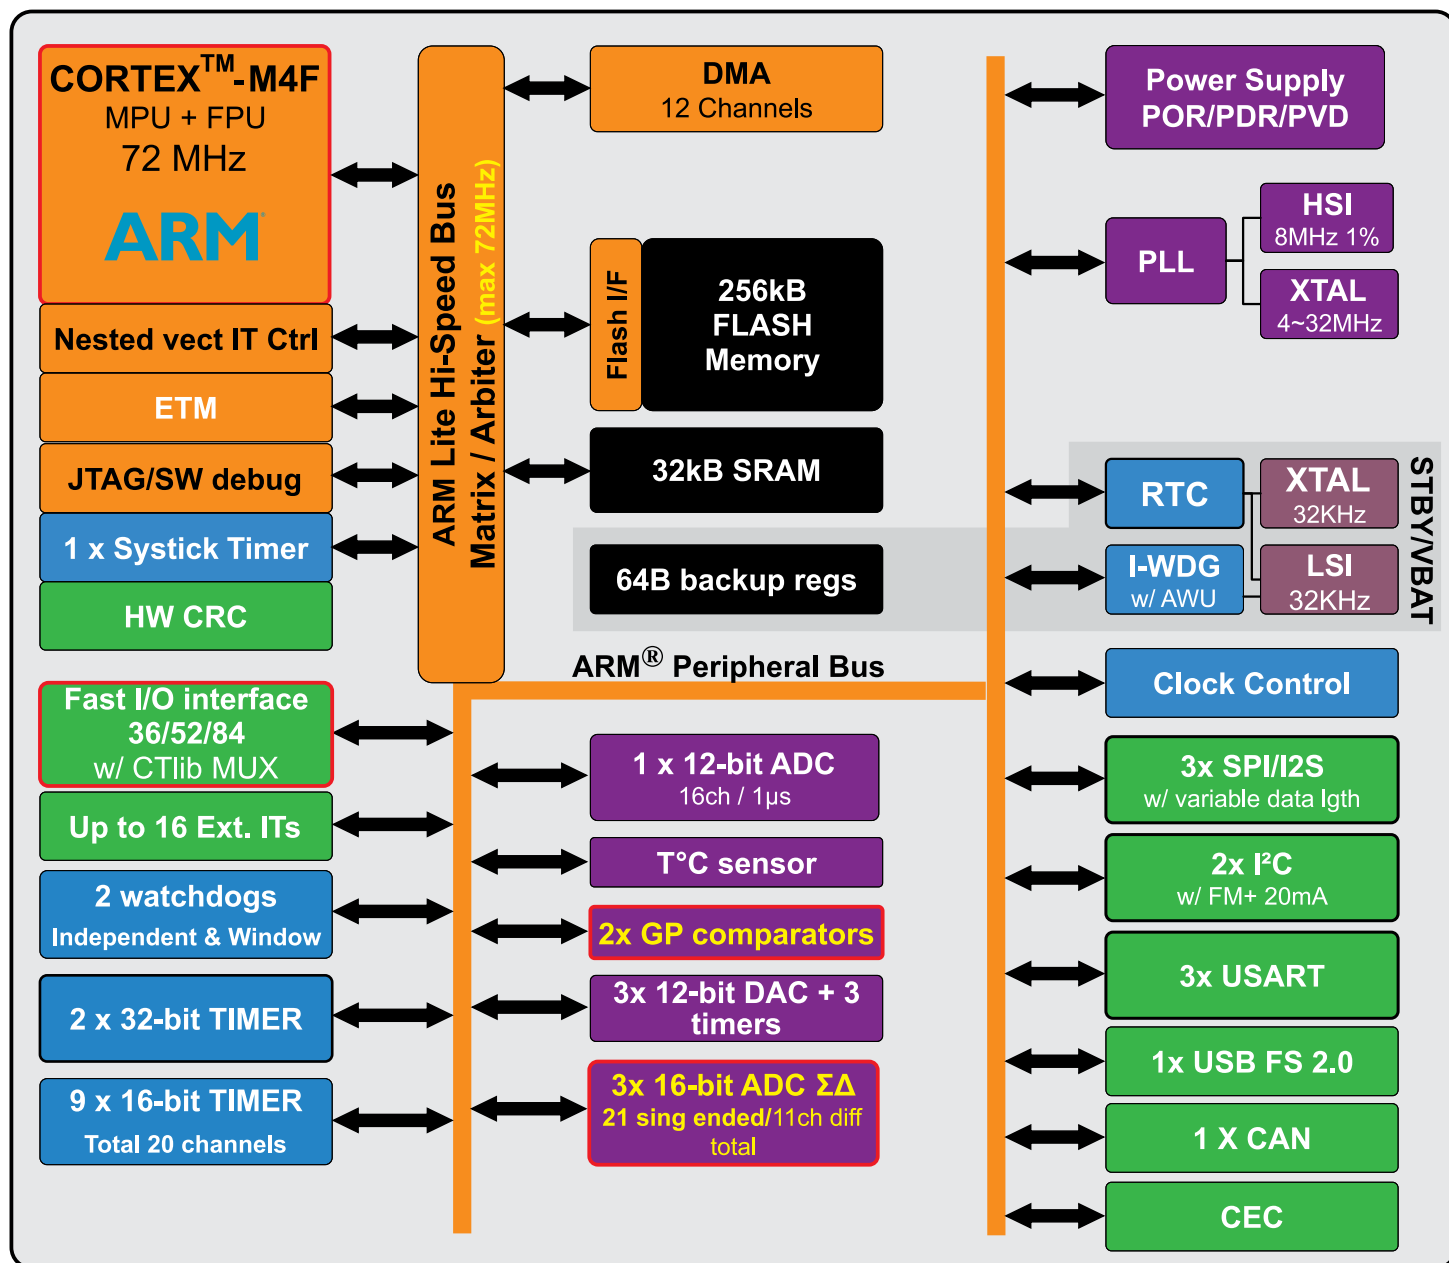 CORTEX™-M4F
MPU + FPU
72 MHz
ARM
Nested vect IT Ctrl
ETM
JTAG/SW debug
1 x Systick Timer
HW CRC
Fast I/O interface
36/52/84
w/ CTlib MUX
Up to 16 Ext. ITs
2 watchdogs
Independent & Window
2 x 32-bit TIMER
9 x 16-bit TIMER
Total 20 channels
ARM Lite Hi-Speed Bus
Matrix / Arbiter (max 72MHz)
DMA
12 Channels
Flash I/F
256kB
FLASH
Memory
32kB SRAM
64B backup regs
ARM® Peripheral Bus
1 x 12-bit ADC
16ch / 1µs
T°C sensor
2x GP comparators
3x 12-bit DAC + 3
timers
3x 16-bit ADC ΣΔ
21 sing ended/11ch diff
total
Power Supply
POR/PDR/PVD
PLL
HSI
8MHz 1%
XTAL
4~32MHz
RTC
XTAL
32KHz
I-WDG
w/ AWU
LSI
32KHz
STBY/VBAT
Clock Control
3x SPI/I2S
w/ variable data lgth
2x I²C
w/ FM+ 20mA
3x USART
1x USB FS 2.0
1 X CAN
CEC